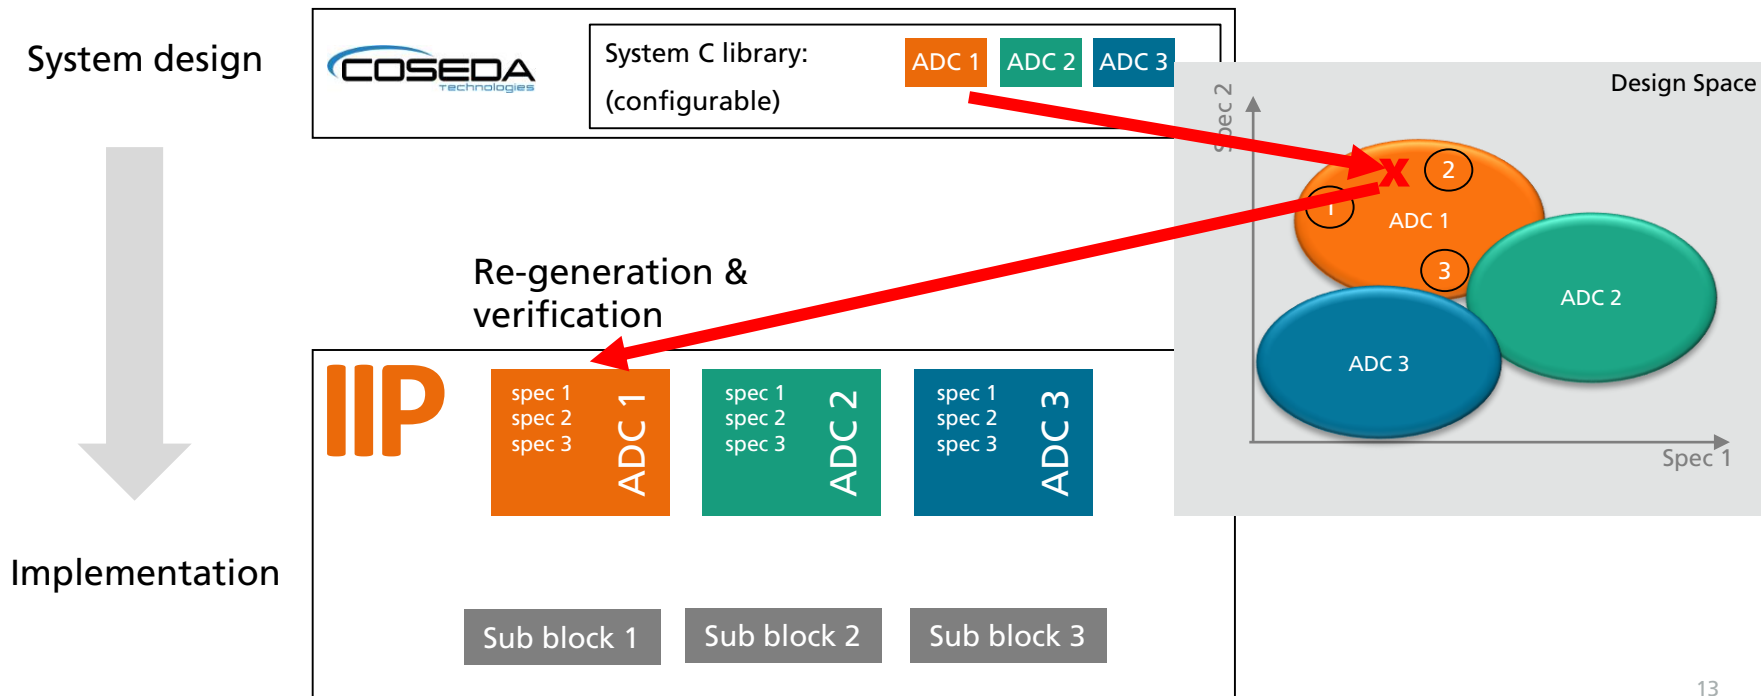 System design
COSEDA
Technologies
System C library:
(configurable)
ADC 1
ADC 2
ADC 3
Design Space
Spec 2
1
X
2
ADC 1
3
ADC 2
ADC 3
Spec 1
Re-generation &
verification
IIP
spec 1
spec 2
spec 3
ADC 1
spec 1
spec 2
spec 3
ADC 2
spec 1
spec 2
spec 3
ADC 3
Implementation
Sub block 1
Sub block 2
Sub block 3
13